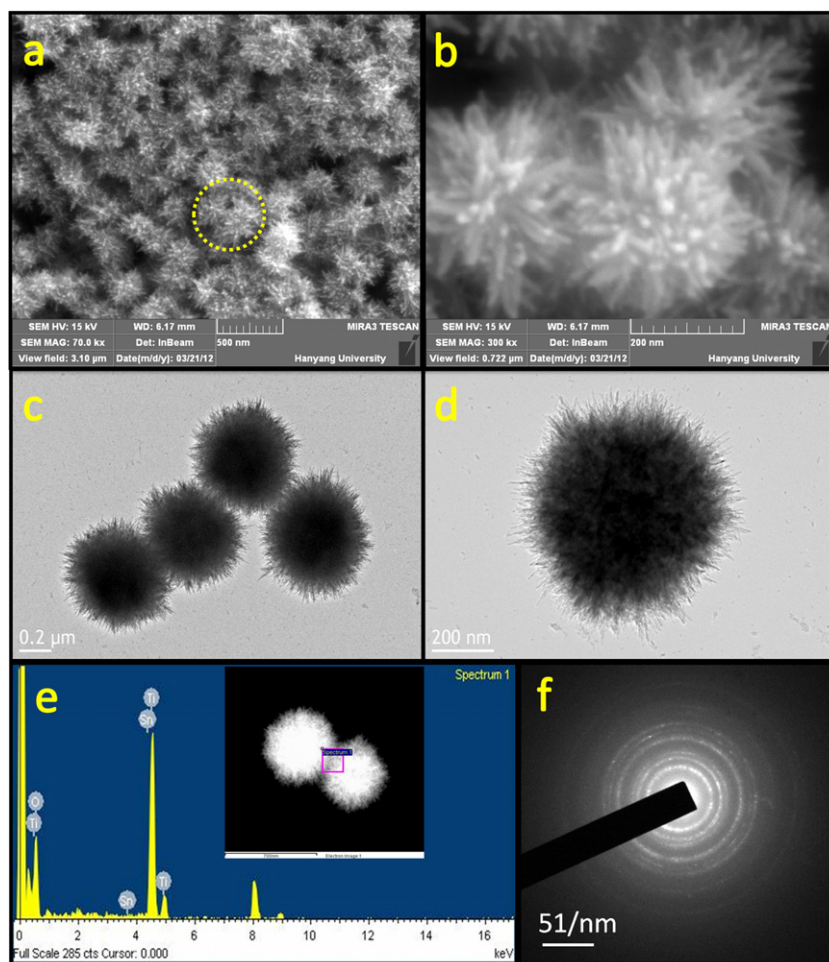 a
SEM HV: 15 kV WD: 6.17 mm MIRA3 TESCAN
SEM MAG: 70.0 kx Det: InBeam 500 nm
View field: 3.10 µm Date(m/d/y): 03/21/12 Hanyang University
b
SEM HV: 15 kV WD: 6.17 mm MIRA3 TESCAN
SEM MAG: 300 kx Det: InBeam 200 nm
View field: 0.722 µm Date(m/d/y): 03/21/12 Hanyang University
c
0.2 µm
d
200 nm
e
Spectrum 1
Ti
Sn
O
Ti
Sn
Ti
Spectrum 1
700nm Electron Image 1
0 2 4 6 8 10 12 14 16
Full Scale 285 cts Cursor: 0.000 keV
f
51/nm